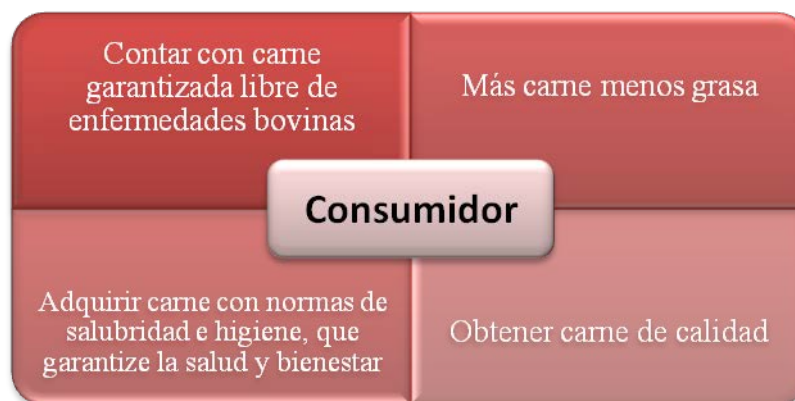 Contar con carne
garantizada libre de
enfermedades bovinas
Más carne menos grasa
Consumidor
Adquirir carne con normas de
salubridad e higiene, que
garantize la salud y bienestar
Obtener carne de calidad